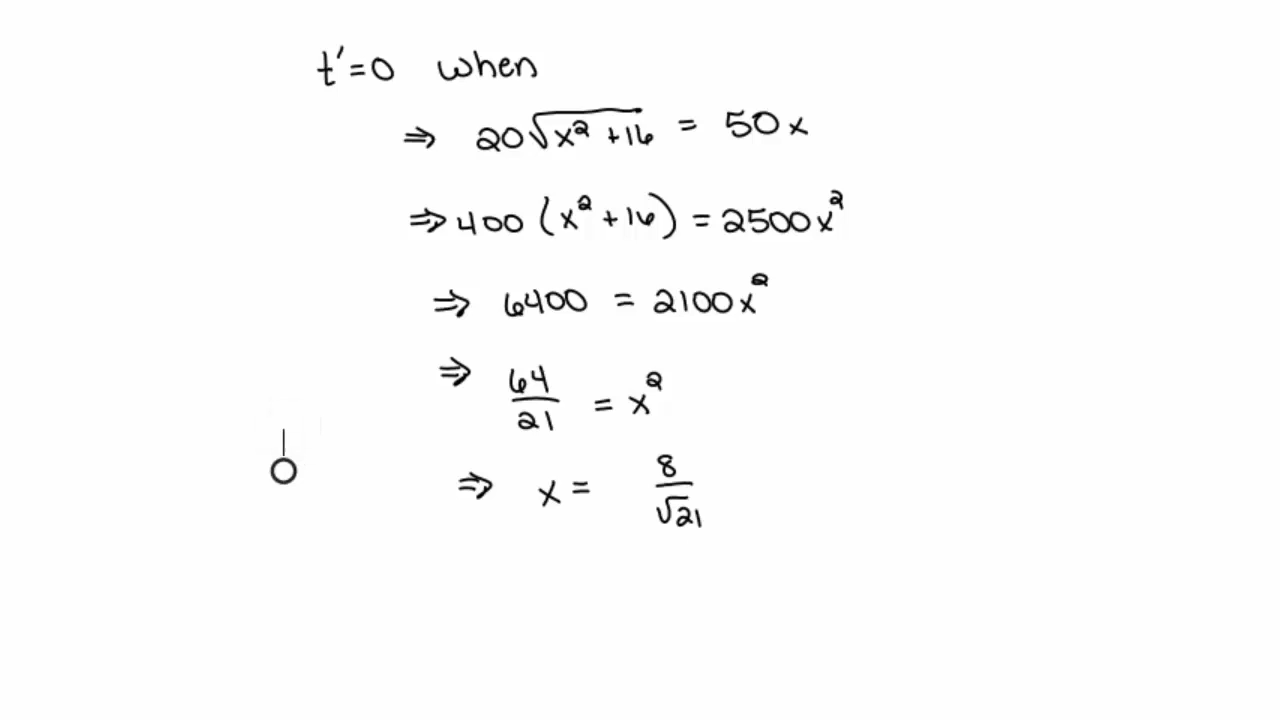 t'=0 when
⇒ 20√(x² +16) = 50x
⇒ 400 (x² +16) = 2500x²
⇒ 6400 = 2100x²
⇒ 64/21 = x²
⇒ x = 8/√21